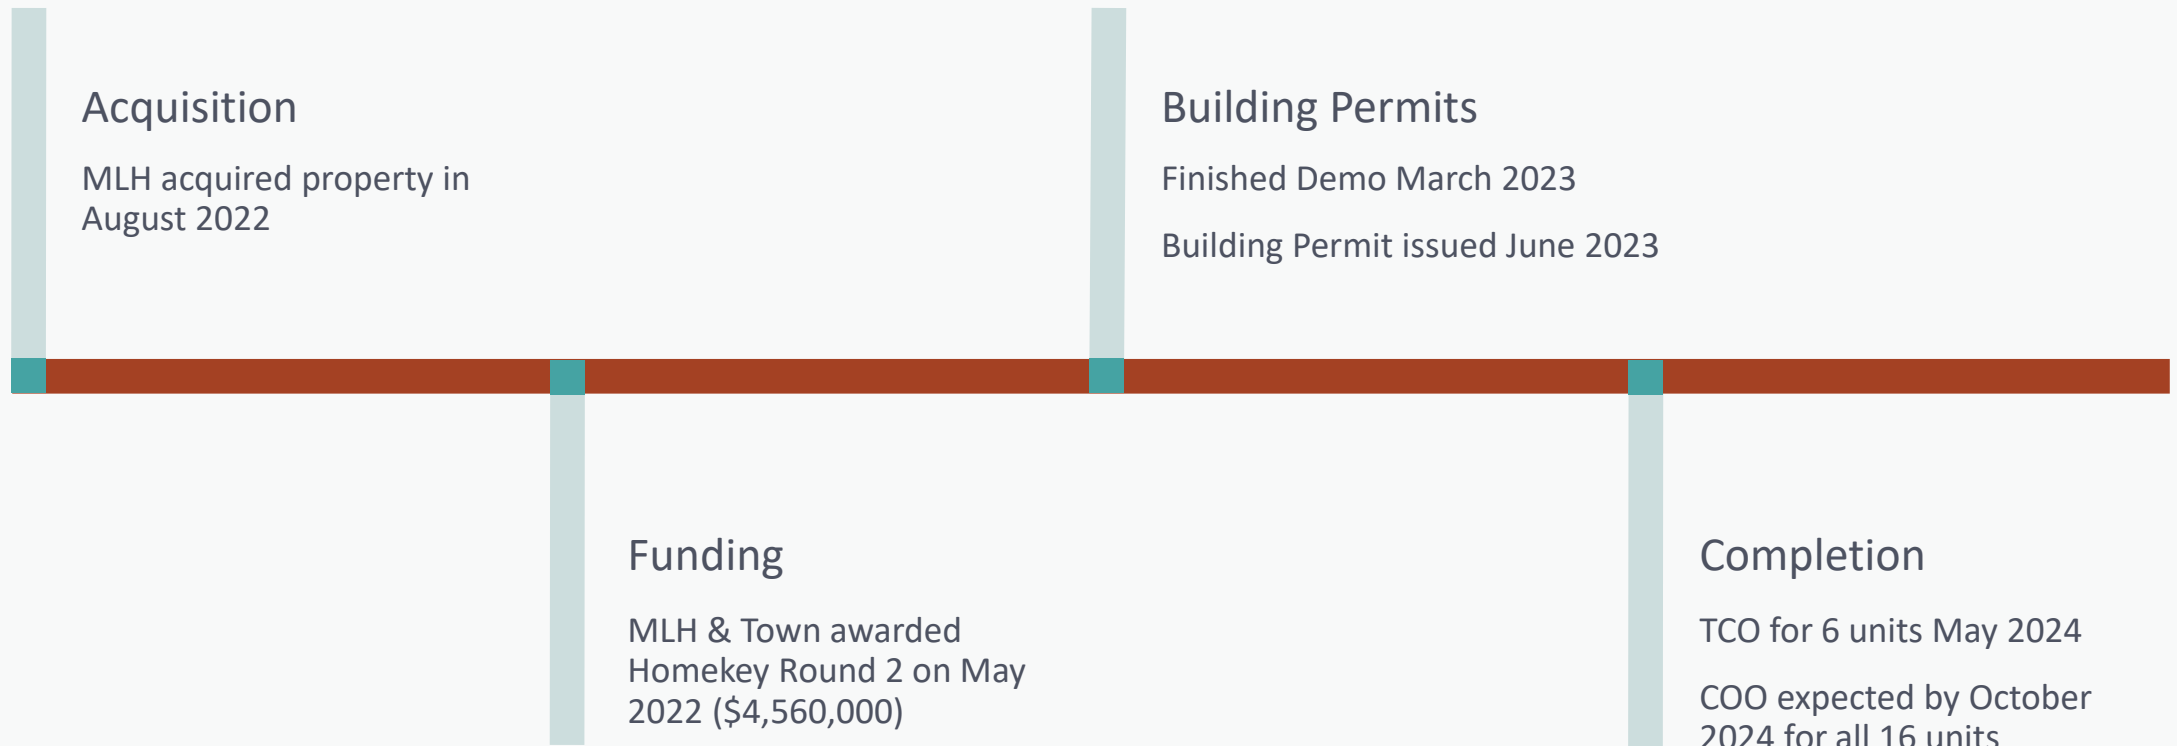 Acquisition
MLH acquired property in
August 2022
Funding
MLH & Town awarded
Homekey Round 2 on May
2022 ($4,560,000)
Building Permits
Finished Demo March 2023
Building Permit issued June 2023
Completion
TCO for 6 units May 2024
COO expected by October
2024 for all 16 units